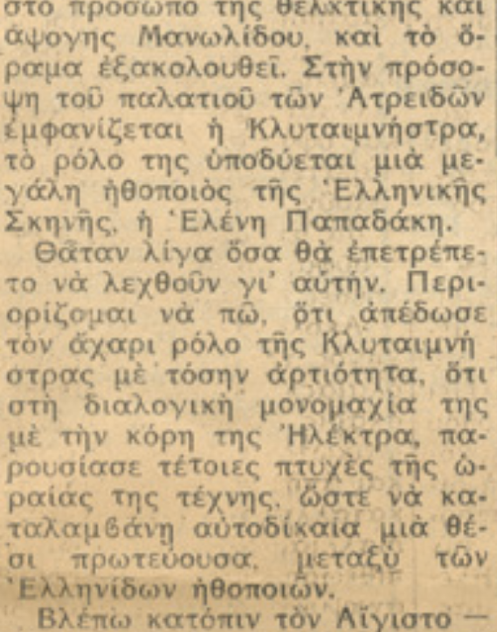 στὸ πρόσωπο τῆς θελκτικῆς καὶ
ἄψογης Μανωλίδου, καὶ τὸ ὅ-
ραμα ἐξακολουθεῖ. Στὴν πρόσο-
ψη τοῦ παλατιοῦ τῶν Ἀτρειδῶν
ἐμφανίζεται ἡ Κλυταιμνήστρα,
τὸ ρόλο της ὑποδύεται μιὰ με-
γάλη ἠθοποιὸς τῆς Ἑλληνικῆς
Σκηνῆς, ἡ Ἑλένη Παπαδάκη.
Θᾶταν λίγα ὅσα θὰ ἐπετρέπε-
το νὰ λεχθοῦν γι' αὐτήν. Περι-
ορίζομαι νὰ πῶ, ὅτι ἀπέδωσε
τὸν ἄχαρι ρόλο τῆς Κλυταιμνή
στρας μὲ τόσην ἀρτιότητα, ὅτι
στὴ διαλογικὴ μονομαχία της
μὲ τὴν κόρη της Ἠλέκτρα, πα-
ρουσίασε τέτοιες πτυχὲς τῆς ὡ-
ραίας της τέχνης, ὥστε νὰ κα-
ταλαμβάνῃ αὐτοδίκαια μιὰ θέ-
σι πρωτεύουσα, μεταξὺ τῶν
Ἑλληνίδων ἠθοποιῶν.
Βλέπω κατόπιν τὸν Αἴγιστο —